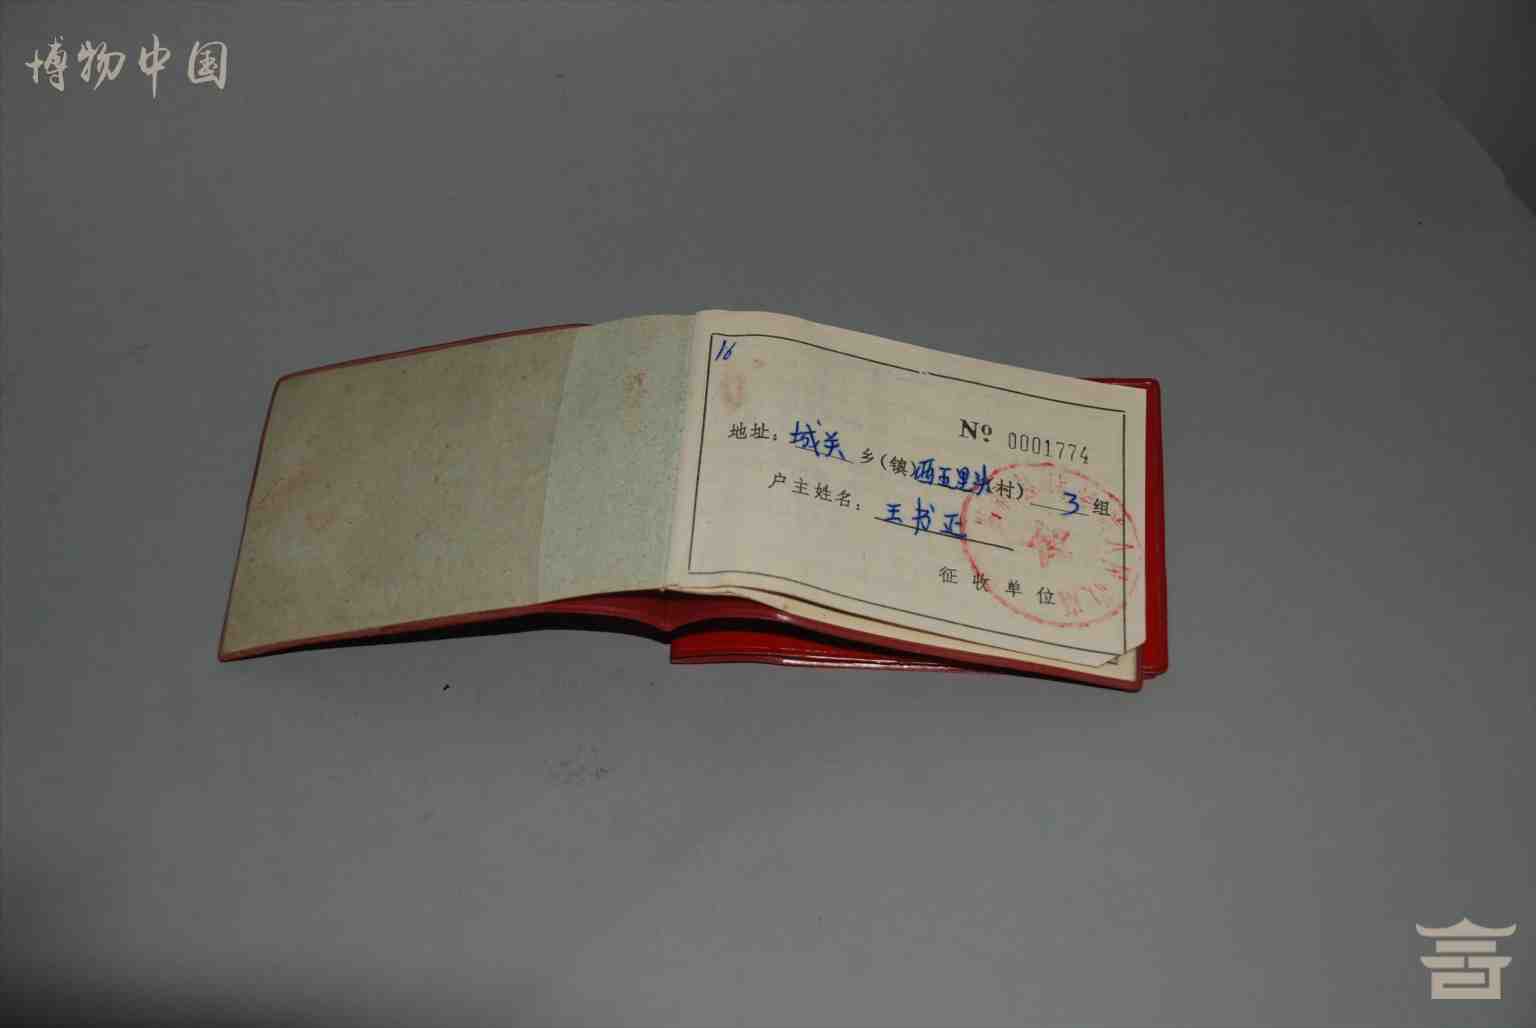 博物中国
16
No 0001774
地址：城关乡(镇)西五里头(村) 3组
户主姓名：王书正
征收单位